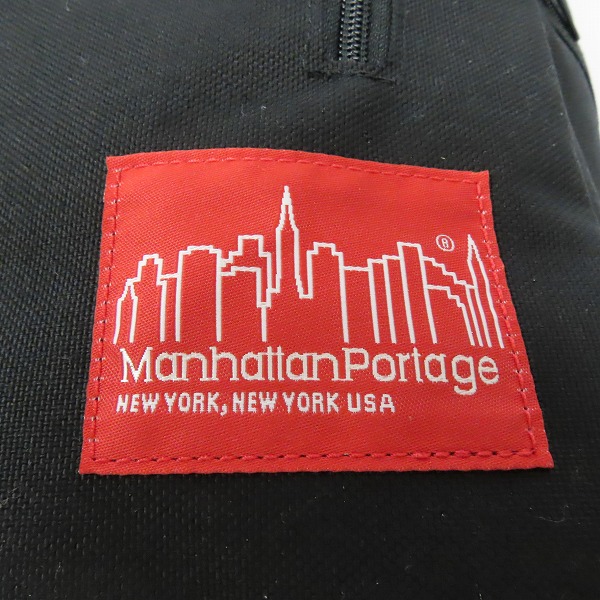 ®
ManhattanPortage
NEW YORK, NEW YORK USA